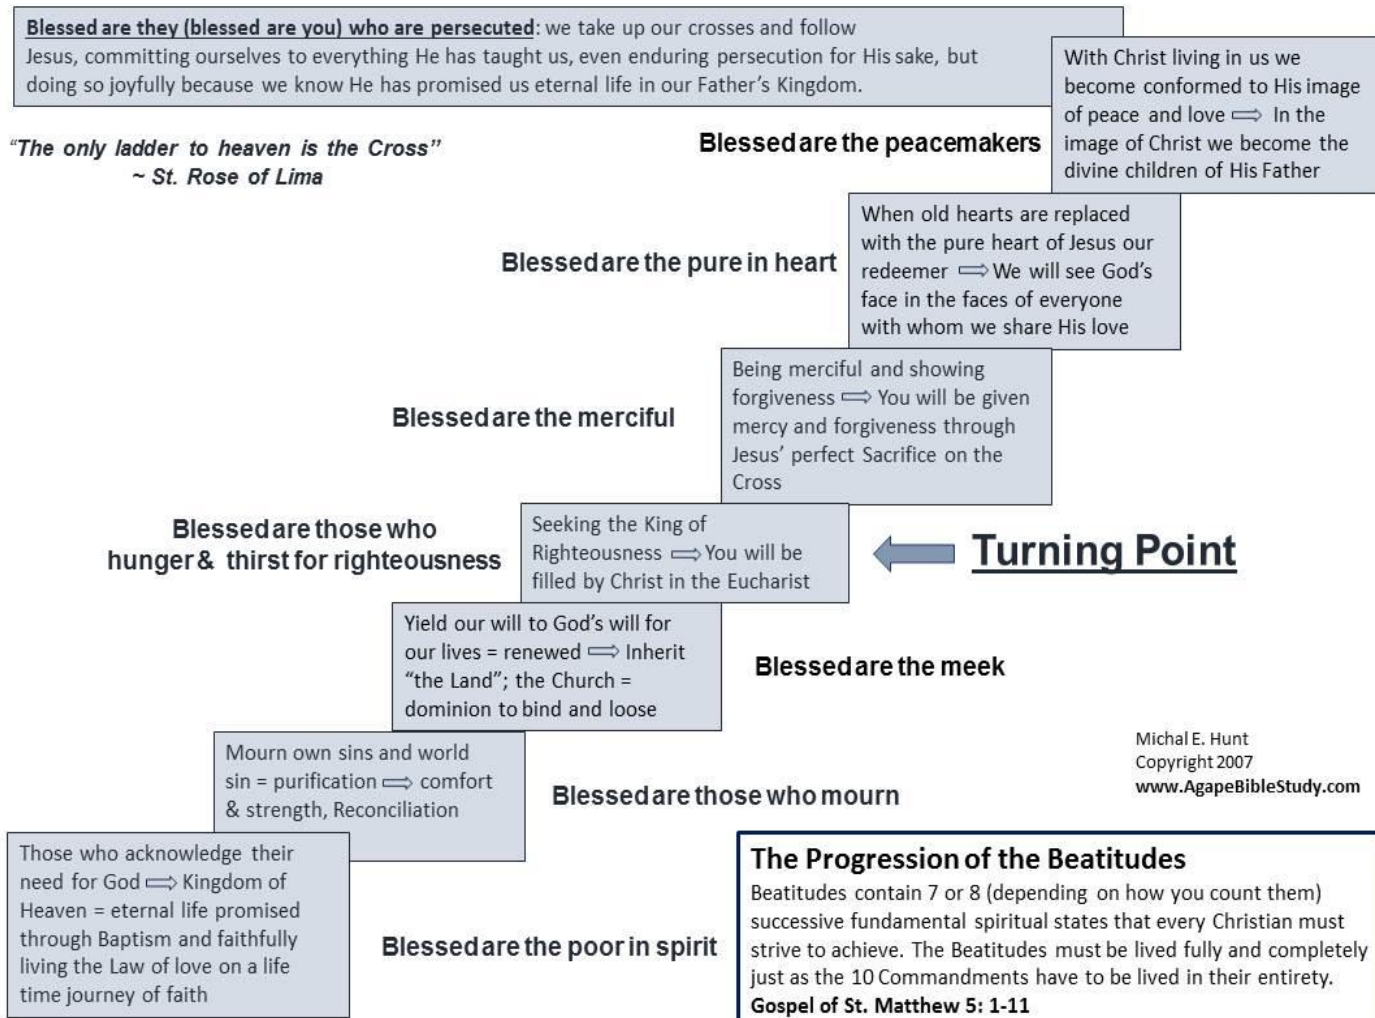 Blessed are they (blessed are you) who are persecuted: we take up our crosses and follow
Jesus, committing ourselves to everything He has taught us, even enduring persecution for His sake, but
doing so joyfully because we know He has promised us eternal life in our Father's Kingdom.
With Christ living in us we
become conformed to His image
of peace and love ⇨ In the
image of Christ we become the
divine children of His Father
Blessed are the peacemakers
"The only ladder to heaven is the Cross"
~ St. Rose of Lima
When old hearts are replaced
with the pure heart of Jesus our
redeemer ⇨ We will see God's
face in the faces of everyone
with whom we share His love
Blessed are the pure in heart
Being merciful and showing
forgiveness ⇨ You will be given
mercy and forgiveness through
Jesus' perfect Sacrifice on the
Cross
Blessed are the merciful
Blessed are those who
hunger & thirst for righteousness
Seeking the King of
Righteousness ⇨ You will be
filled by Christ in the Eucharist
Turning Point
Yield our will to God's will for
our lives = renewed ⇨ Inherit
"the Land"; the Church =
dominion to bind and loose
Blessed are the meek
Mourn own sins and world
sin = purification ⇨ comfort
& strength, Reconciliation
Blessed are those who mourn
Michal E. Hunt
Copyright 2007
www.AgapeBibleStudy.com
Those who acknowledge their
need for God ⇨ Kingdom of
Heaven = eternal life promised
through Baptism and faithfully
living the Law of love on a life
time journey of faith
Blessed are the poor in spirit
The Progression of the Beatitudes
Beatitudes contain 7 or 8 (depending on how you count them)
successive fundamental spiritual states that every Christian must
strive to achieve. The Beatitudes must be lived fully and completely
just as the 10 Commandments have to be lived in their entirety.
Gospel of St. Matthew 5: 1-11